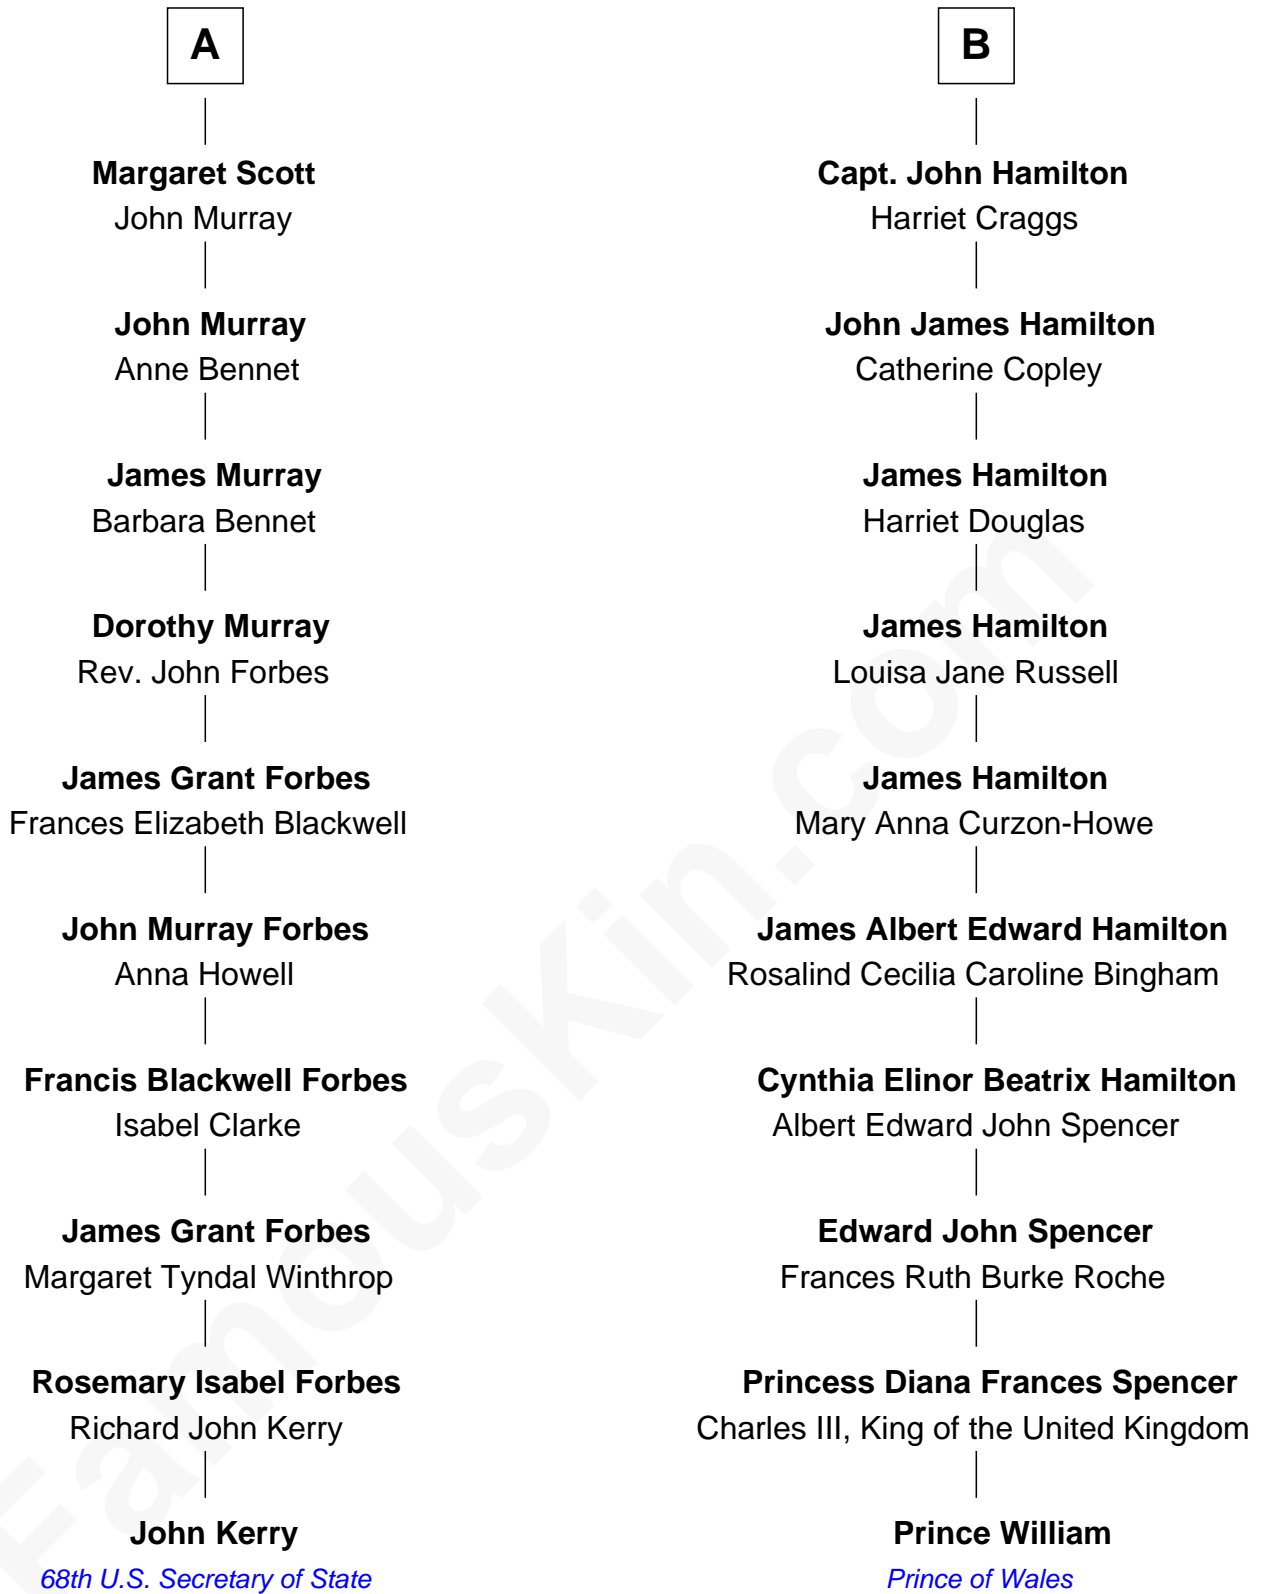 A
Margaret Scott
John Murray
John Murray
Anne Bennet
James Murray
Barbara Bennet
Dorothy Murray
Rev. John Forbes
James Grant Forbes
Frances Elizabeth Blackwell
John Murray Forbes
Anna Howell
Francis Blackwell Forbes
Isabel Clarke
James Grant Forbes
Margaret Tyndal Winthrop
Rosemary Isabel Forbes
Richard John Kerry
John Kerry
68th U.S. Secretary of State
B
Capt. John Hamilton
Harriet Craggs
John James Hamilton
Catherine Copley
James Hamilton
Harriet Douglas
James Hamilton
Louisa Jane Russell
James Hamilton
Mary Anna Curzon-Howe
James Albert Edward Hamilton
Rosalind Cecilia Caroline Bingham
Cynthia Elinor Beatrix Hamilton
Albert Edward John Spencer
Edward John Spencer
Frances Ruth Burke Roche
Princess Diana Frances Spencer
Charles III, King of the United Kingdom
Prince William
Prince of Wales
FamousKin.com